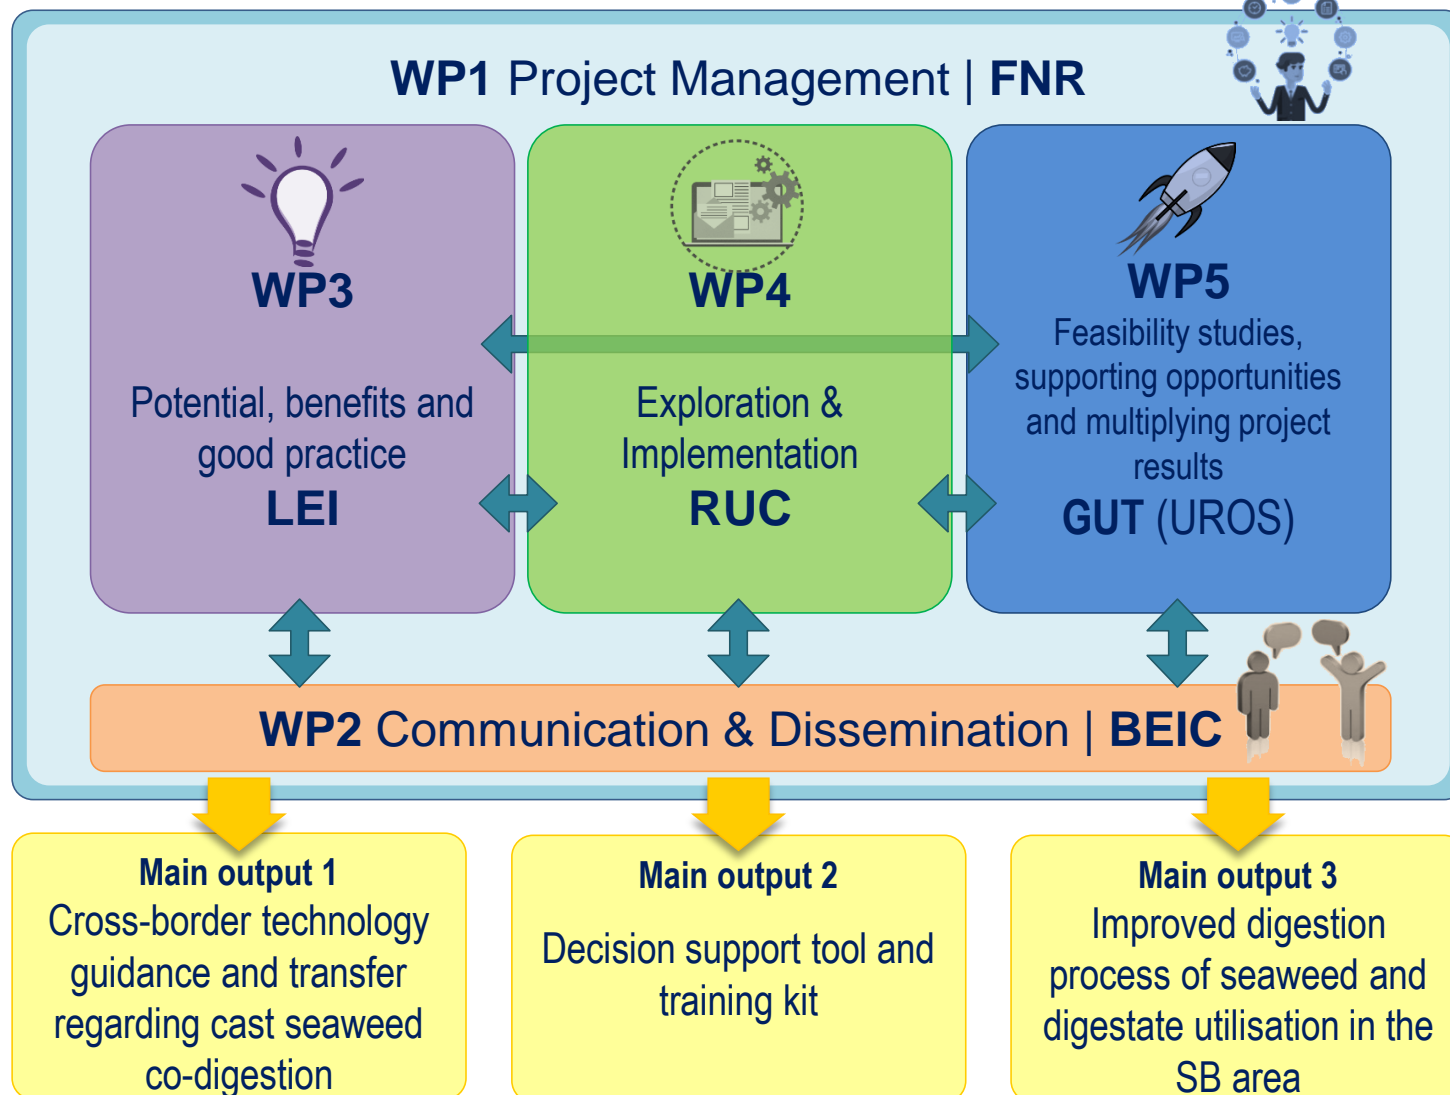 WP1 Project Management | FNR
WP3
Potential, benefits and
good practice
LEI
WP4
Exploration &
Implementation
RUC
WP5
Feasibility studies,
supporting opportunities
and multiplying project
results
GUT (UROS)
WP2 Communication & Dissemination | BEIC
Main output 1
Cross-border technology
guidance and transfer
regarding cast seaweed
co-digestion
Main output 2
Decision support tool and
training kit
Main output 3
Improved digestion
process of seaweed and
digestate utilisation in the
SB area